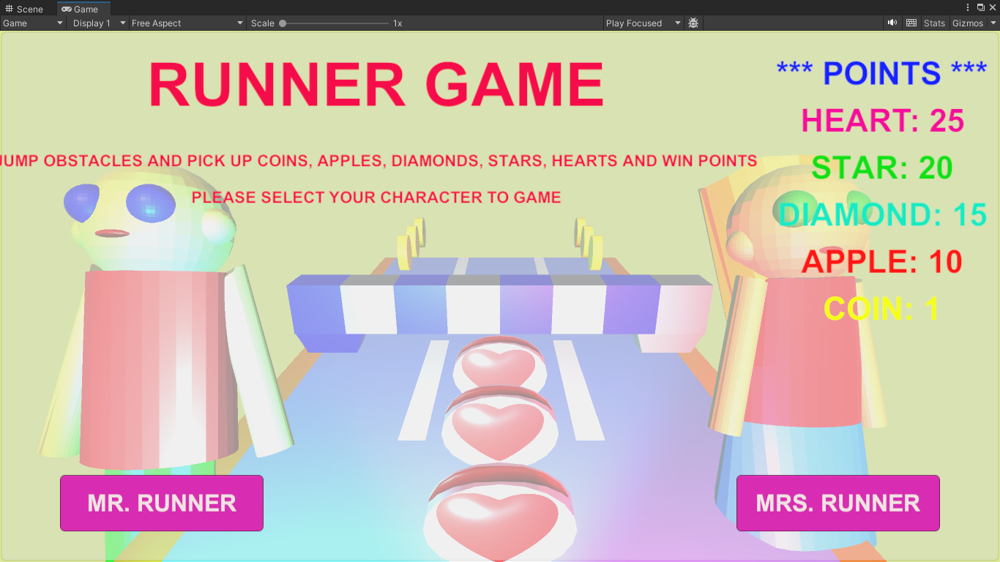 Scene Game
Game Display 1 Free Aspect Scale 1x Play Focused Stats Gizmos
RUNNER GAME
JUMP OBSTACLES AND PICK UP COINS, APPLES, DIAMONDS, STARS, HEARTS AND WIN POINTS
PLEASE SELECT YOUR CHARACTER TO GAME
*** POINTS ***
HEART: 25
STAR: 20
DIAMOND: 15
APPLE: 10
COIN: 1
MR. RUNNER
MRS. RUNNER